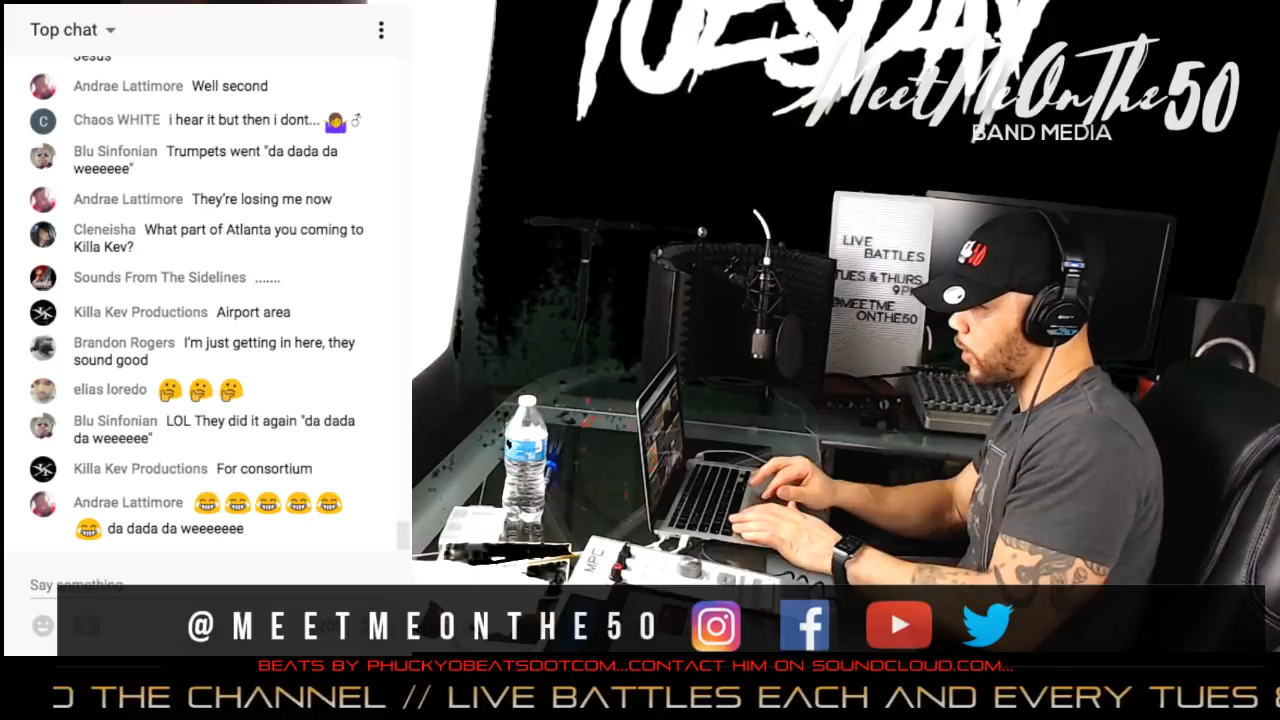 Top chat
Jesus
Andrae Lattimore Well second
C Chaos WHITE i hear it but then i dont...
Blu Sinfonian Trumpets went "da dada da
weeeeee"
Andrae Lattimore They're losing me now
Cleneisha What part of Atlanta you coming to
Killa Kev?
Sounds From The Sidelines .......
Killa Kev Productions Airport area
Brandon Rogers I'm just getting in here, they
sound good
elias loredo
Blu Sinfonian LOL They did it again "da dada
da weeeeee"
Killa Kev Productions For consortium
Andrae Lattimore
da dada da weeeeeee
Say something
TUESDAY
MeetMeOnThe50
BAND MEDIA
LIVE
BATTLES
TUES & THURS
9P
@MEETME
ONTHE50
MPC
@MEETMEONTHE50
BEATS BY PHUCKYOBEATSDOTCOM...CONTACT HIM ON SOUNDCLOUD.COM...
O THE CHANNEL // LIVE BATTLES EACH AND EVERY TUES &